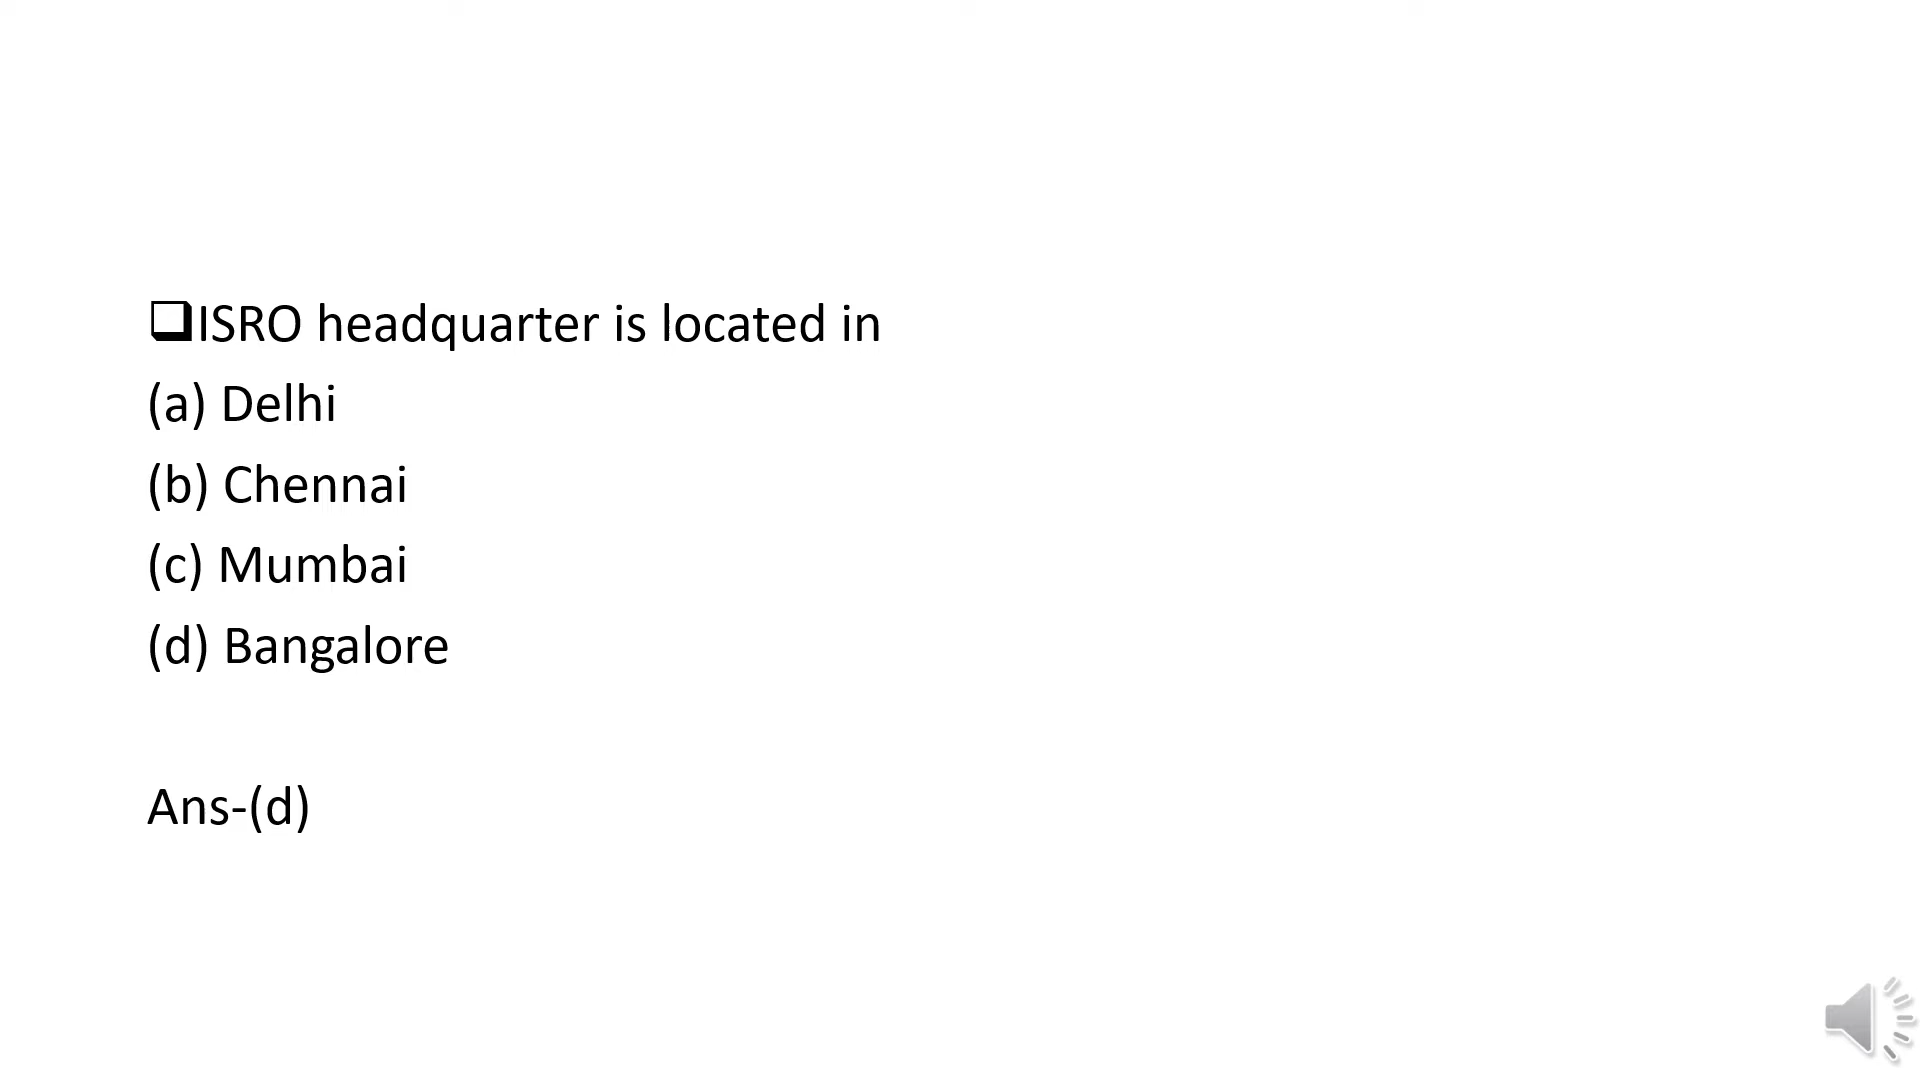 ❑ISRO headquarter is located in
(a) Delhi
(b) Chennai
(c) Mumbai
(d) Bangalore
Ans-(d)